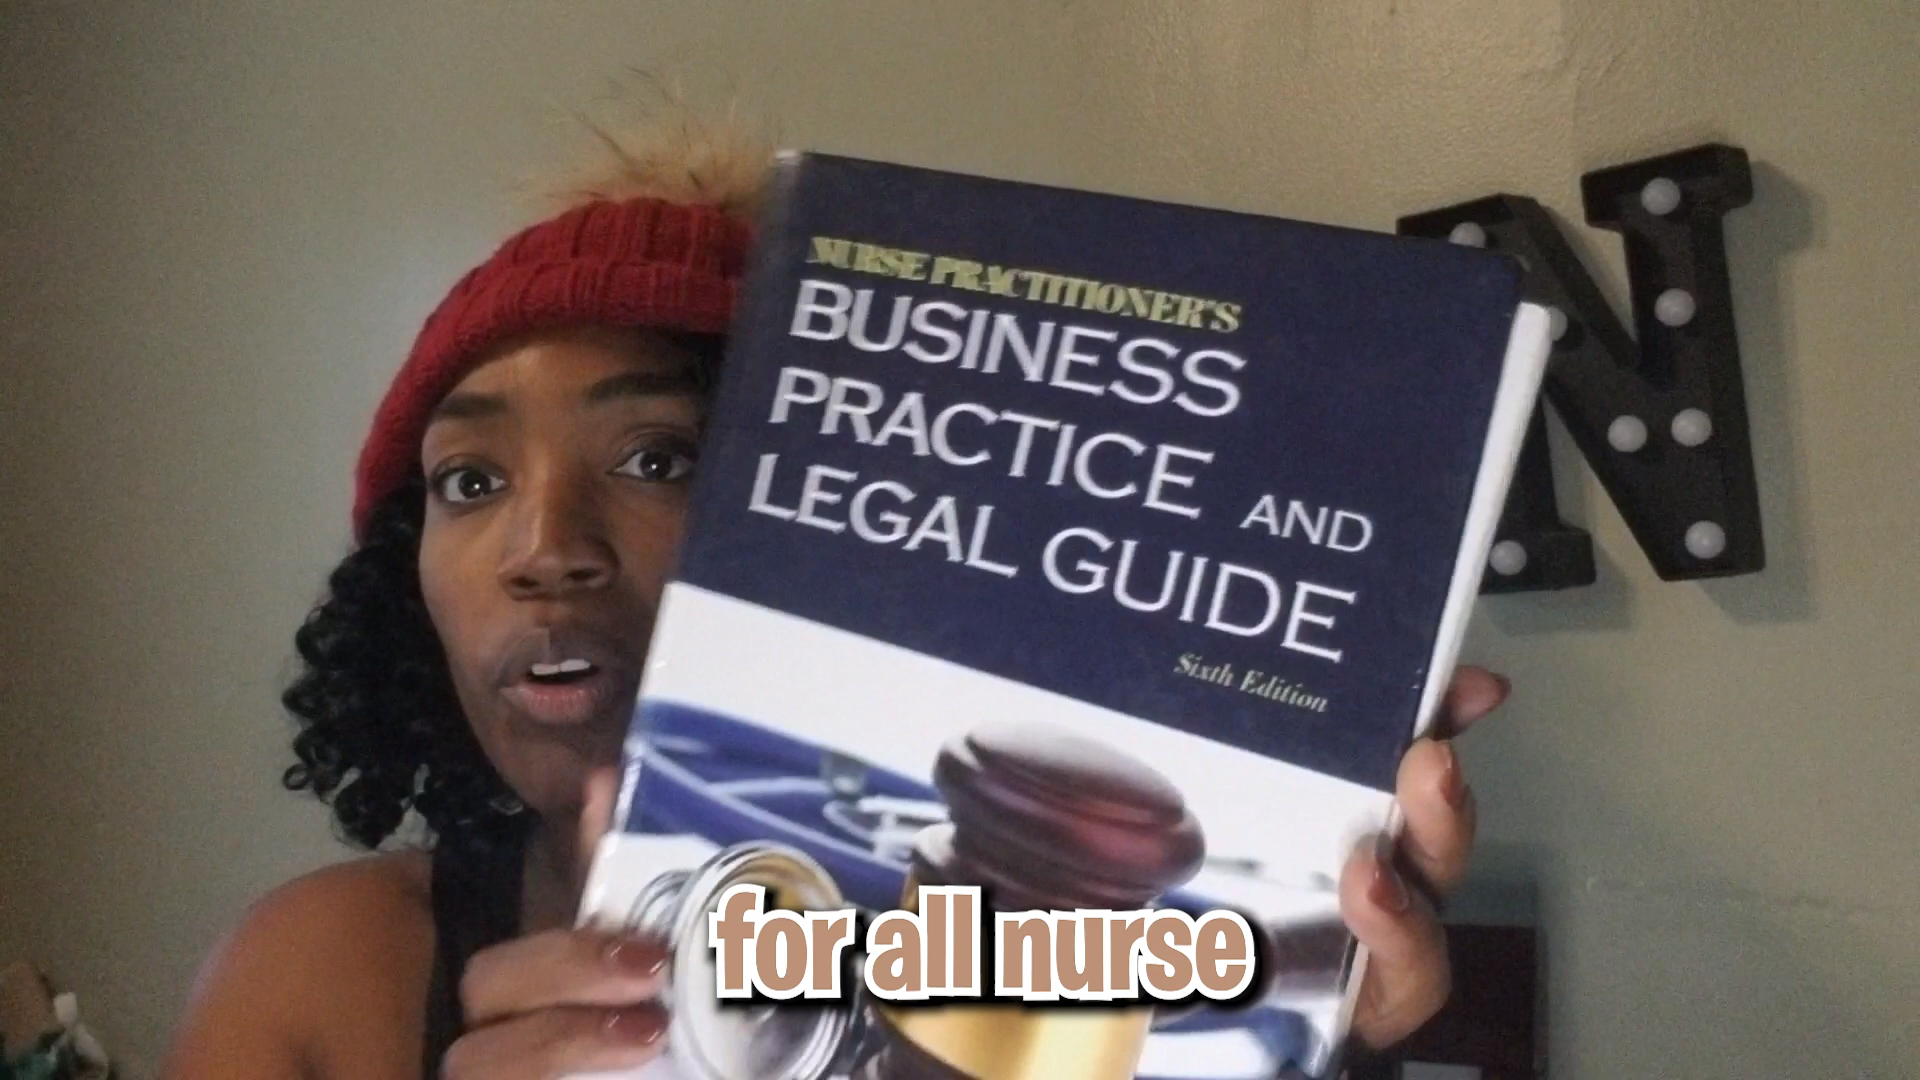 NURSE PRACTITIONER'S
BUSINESS
PRACTICE AND
LEGAL GUIDE
Sixth Edition
N
for all nurse